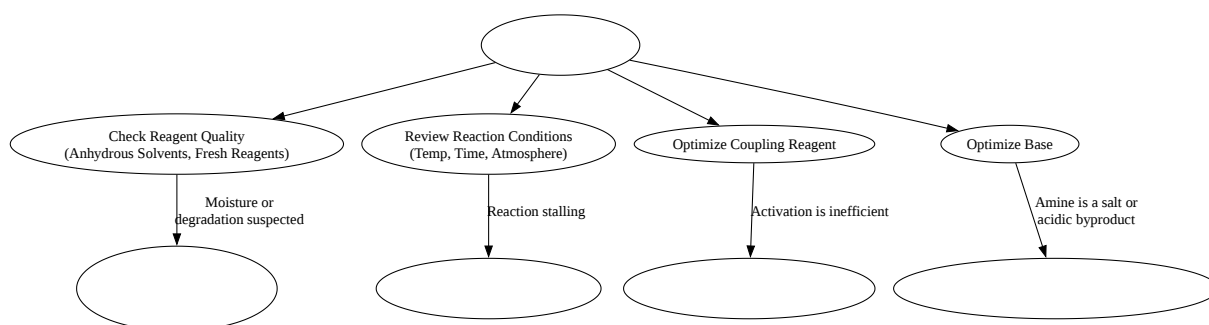 Check Reagent Quality
(Anhydrous Solvents, Fresh Reagents)
Review Reaction Conditions
(Temp, Time, Atmosphere)
Optimize Coupling Reagent
Optimize Base
Moisture or
degradation suspected
Reaction stalling
Activation is inefficient
Amine is a salt or
acidic byproduct